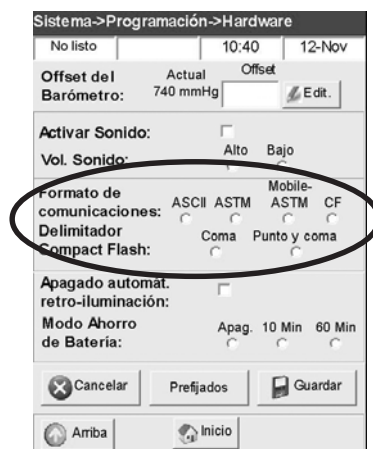 Sistema->Programación->Hardware
No listo 10:40 12-Nov
Offset del Actual Offset
Barómetro: 740 mmHg Edit.
Activar Sonido:
Alto Bajo
Vol. Sonido:
Formato de Mobile-
comunicaciones: ASCII ASTM ASTM CF
Delimitador Coma Punto y coma
Compact Flash:
Apagado automát.
retro-iluminación:
Modo Ahorro Apag. 10 Min 60 Min
de Batería:
Cancelar Prefijados Guardar
Arriba Inicio